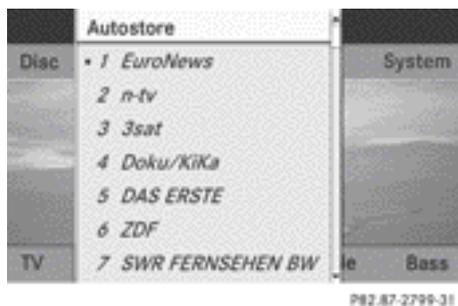 Autostore
Disc
System
• 1 EuroNews
2 n-tv
3 3sat
4 Doku/KiKa
5 DAS ERSTE
6 ZDF
7 SWR FERNSEHEN BW
TV
le
Bass
P82.87-2799-31